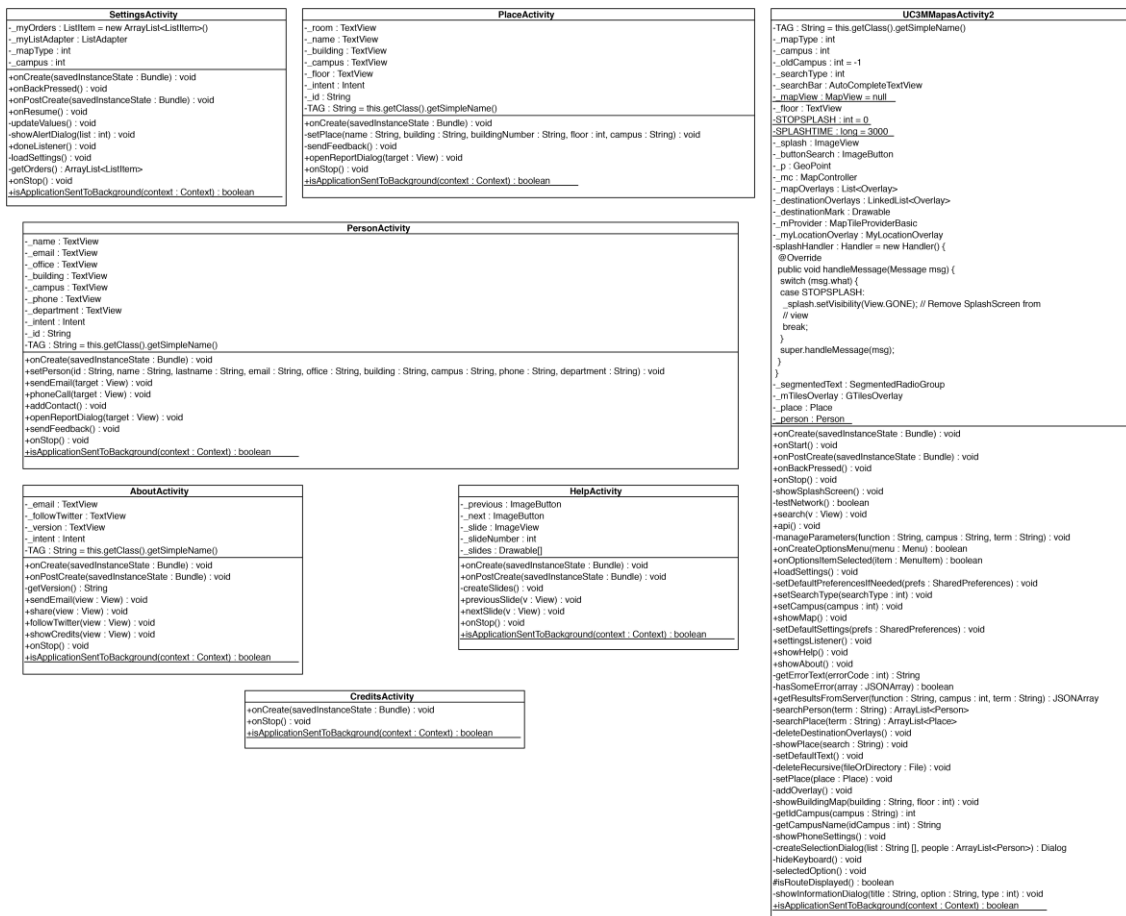 SettingsActivity
-_myOrders : ListItem = new ArrayList<ListItem>()
-_myListAdapter : ListAdapter
-_mapType : int
-_campus : int
+onCreate(savedInstanceState : Bundle) : void
+onBackPressed() : void
+onPostCreate(savedInstanceState : Bundle) : void
+onResume() : void
-updateValues() : void
-showAlertDialog(list : int) : void
+doneListener() : void
-loadSettings() : void
-getOrders() : ArrayList<ListItem>
+onStop() : void
+isApplicationSentToBackground(context : Context) : boolean
PlaceActivity
-_room : TextView
-_name : TextView
-_building : TextView
-_campus : TextView
-_floor : TextView
-_intent : Intent
-_id : String
-TAG : String = this.getClass().getSimpleName()
+onCreate(savedInstanceState : Bundle) : void
-setPlace(name : String, building : String, buildingNumber : String, floor : int, campus : String) : void
-sendFeedback() : void
+openReportDialog(target : View) : void
+onStop() : void
+isApplicationSentToBackground(context : Context) : boolean
PersonActivity
-_name : TextView
-_email : TextView
-_office : TextView
-_building : TextView
-_campus : TextView
-_phone : TextView
-_department : TextView
-_intent : Intent
-_id : String
-TAG : String = this.getClass().getSimpleName()
+onCreate(savedInstanceState : Bundle) : void
+setPerson(id : String, name : String, lastname : String, email : String, office : String, building : String, campus : String, phone : String, department : String) : void
+sendEmail(target : View) : void
+phoneCall(target : View) : void
+addContact() : void
+openReportDialog(target : View) : void
+sendFeedback() : void
+onStop() : void
+isApplicationSentToBackground(context : Context) : boolean
AboutActivity
-_email : TextView
-_followTwitter : TextView
-_version : TextView
-_intent : Intent
-TAG : String = this.getClass().getSimpleName()
+onCreate(savedInstanceState : Bundle) : void
+onPostCreate(savedInstanceState : Bundle) : void
-getVersion() : String
+sendEmail(view : View) : void
+share(view : View) : void
+followTwitter(view : View) : void
+showCredits(view : View) : void
+onStop() : void
+isApplicationSentToBackground(context : Context) : boolean
HelpActivity
-_previous : ImageButton
-_next : ImageButton
-_slide : ImageView
-_slideNumber : int
-_slides : Drawable[]
+onCreate(savedInstanceState : Bundle) : void
+onPostCreate(savedInstanceState : Bundle) : void
-createSlides() : void
+previousSlide(v : View) : void
+nextSlide(v : View) : void
+onStop() : void
+isApplicationSentToBackground(context : Context) : boolean
CreditsActivity
+onCreate(savedInstanceState : Bundle) : void
+onStop() : void
+isApplicationSentToBackground(context : Context) : boolean
UC3MMapasActivity2
-TAG : String = this.getClass().getSimpleName()
-_mapType : int
-_campus : int
-_oldCampus : int = -1
-_searchType : int
-_searchBar : AutoCompleteTextView
-_mapView : MapView = null
-_floor : TextView
-STOPSPLASH : int = 0
-SPLASHTIME : long = 3000
-_splash : ImageView
-_buttonSearch : ImageButton
-_p : GeoPoint
-_mc : MapController
-_mapOverlays : List<Overlay>
-_destinationOverlays : LinkedList<Overlay>
-_destinationMark : Drawable
-_mProvider : MapTileProviderBasic
-_myLocationOverlay : MyLocationOverlay
-splashHandler : Handler = new Handler() {
@Override
public void handleMessage(Message msg) {
switch (msg.what) {
case STOPSPLASH:
_splash.setVisibility(View.GONE); // Remove SplashScreen from
// view
break;
}
super.handleMessage(msg);
}
}
-_segmentedText : SegmentedRadioGroup
-_mTilesOverlay : GTilesOverlay
-_place : Place
-_person : Person
+onCreate(savedInstanceState : Bundle) : void
+onStart() : void
+onPostCreate(savedInstanceState : Bundle) : void
+onBackPressed() : void
+onStop() : void
-showSplashScreen() : void
-testNetwork() : boolean
+search(v : View) : void
+api() : void
-manageParameters(function : String, campus : String, term : String) : void
+onCreateOptionsMenu(menu : Menu) : boolean
+onOptionsItemSelected(item : MenuItem) : boolean
+loadSettings() : void
-setDefaultPreferencesIfNeeded(prefs : SharedPreferences) : void
+setSearchType(searchType : int) : void
+setCampus(campus : int) : void
+showMap() : void
-setDefaultSettings(prefs : SharedPreferences) : void
+settingsListener() : void
+showHelp() : void
+showAbout() : void
-getErrorText(errorCode : int) : String
-hasSomeError(array : JSONArray) : boolean
+getResultsFromServer(function : String, campus : int, term : String) : JSONArray
-searchPerson(term : String) : ArrayList<Person>
-searchPlace(term : String) : ArrayList<Place>
-deleteDestinationOverlays() : void
-showPlace(search : String) : void
-setDefaultText() : void
-deleteRecursive(fileOrDirectory : File) : void
-setPlace(place : Place) : void
-addOverlay() : void
-showBuildingMap(building : String, floor : int) : void
-getIdCampus(campus : String) : int
-getCampusName(idCampus : int) : String
-showPhoneSettings() : void
-createSelectionDialog(list : String [], people : ArrayList<Person>) : Dialog
-hideKeyboard() : void
-selectedOption() : void
#isRouteDisplayed() : boolean
-showInformationDialog(title : String, option : String, type : int) : void
+isApplicationSentToBackground(context : Context) : boolean